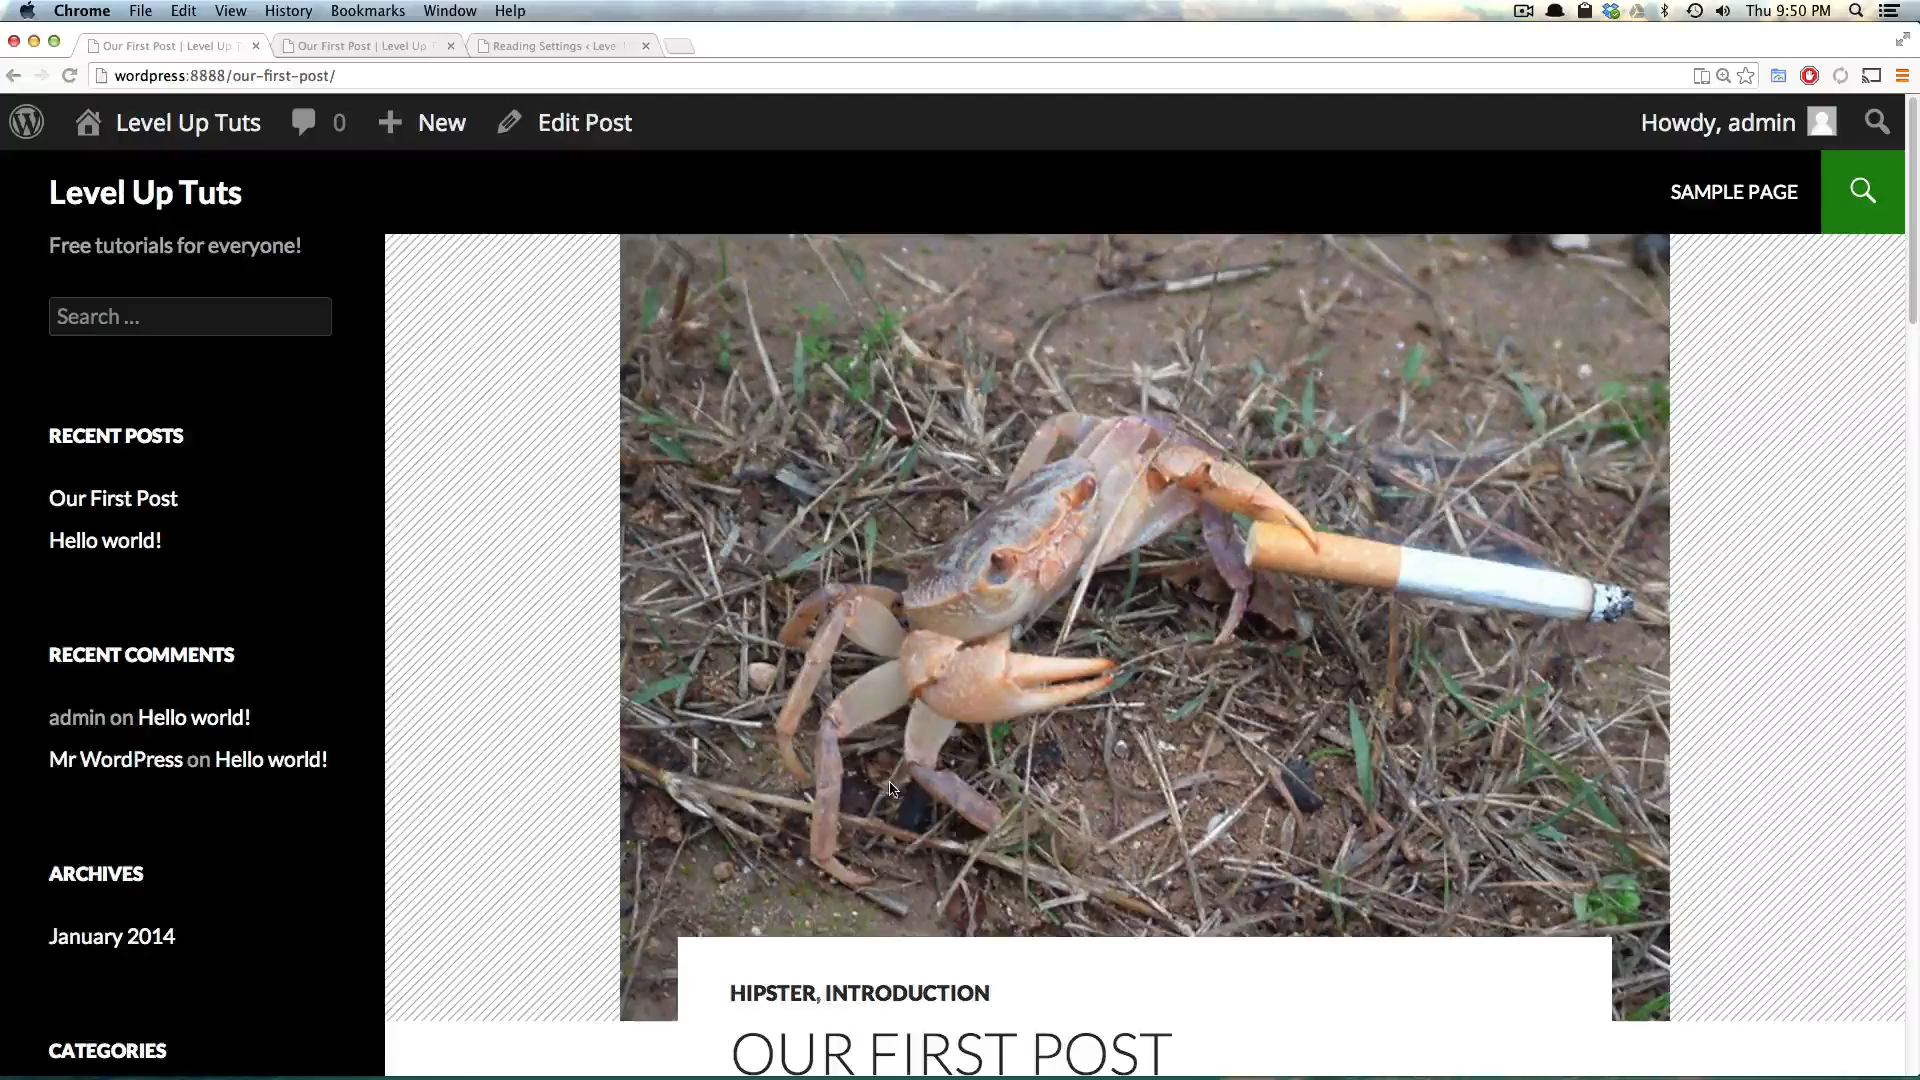 Chrome File Edit View History Bookmarks Window Help Thu 9:50 PM
Our First Post | Level Up Our First Post | Level Up Reading Settings ‹ Leve
wordpress:8888/our-first-post/
Level Up Tuts 0 New Edit Post Howdy, admin
Level Up Tuts SAMPLE PAGE
Free tutorials for everyone!
Search ...
RECENT POSTS
Our First Post
Hello world!
RECENT COMMENTS
admin on Hello world!
Mr WordPress on Hello world!
ARCHIVES
January 2014
HIPSTER, INTRODUCTION
OUR FIRST POST
CATEGORIES